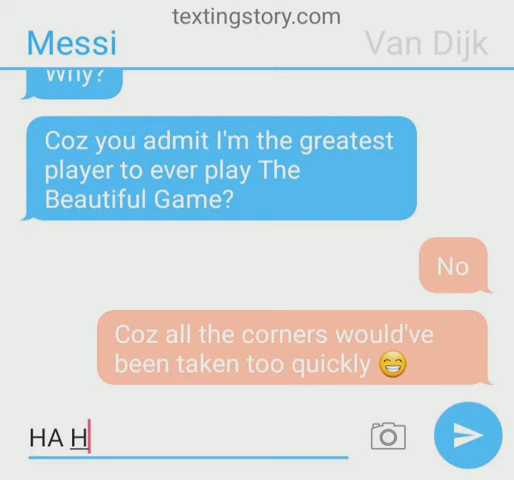 textingstory.com
Messi
Van Dijk
Why?
Coz you admit I'm the greatest
player to ever play The
Beautiful Game?
No
Coz all the corners would've
been taken too quickly 😁
HA H